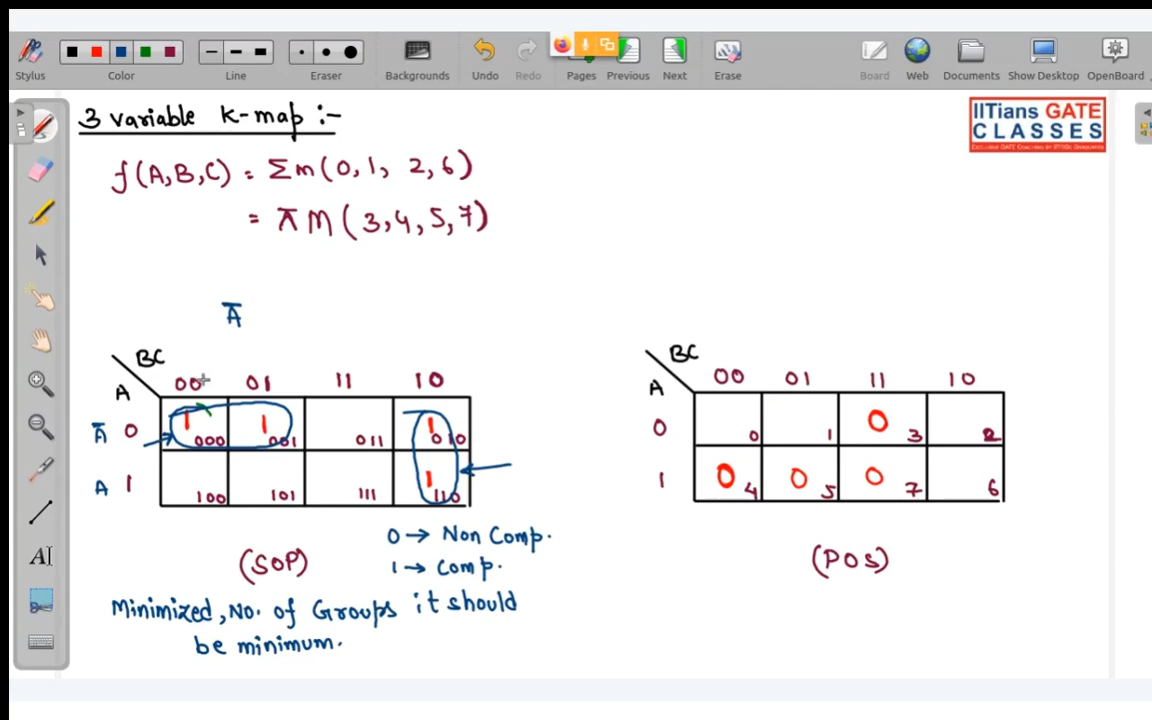 Stylus Color Line Eraser Backgrounds Undo Redo Pages Previous Next Erase Board Web Documents Show Desktop OpenBoard
3 variable K-map :-
IITians GATE
CLASSES
f(A,B,C) = Σm(0,1, 2,6)
= πM(3,4,5,7)
Ā
BC
A
00 01 11 10
Ā 0 1 000 1 001 011 1 010
A 1 100 101 111 1 110
(SOP)
0 → Non Comp.
1 → Comp.
Minimized, No. of Groups it should
be minimum.
BC
A
00 01 11 10
0 0 1 0 3 2
1 0 4 0 5 0 7 6
(POS)